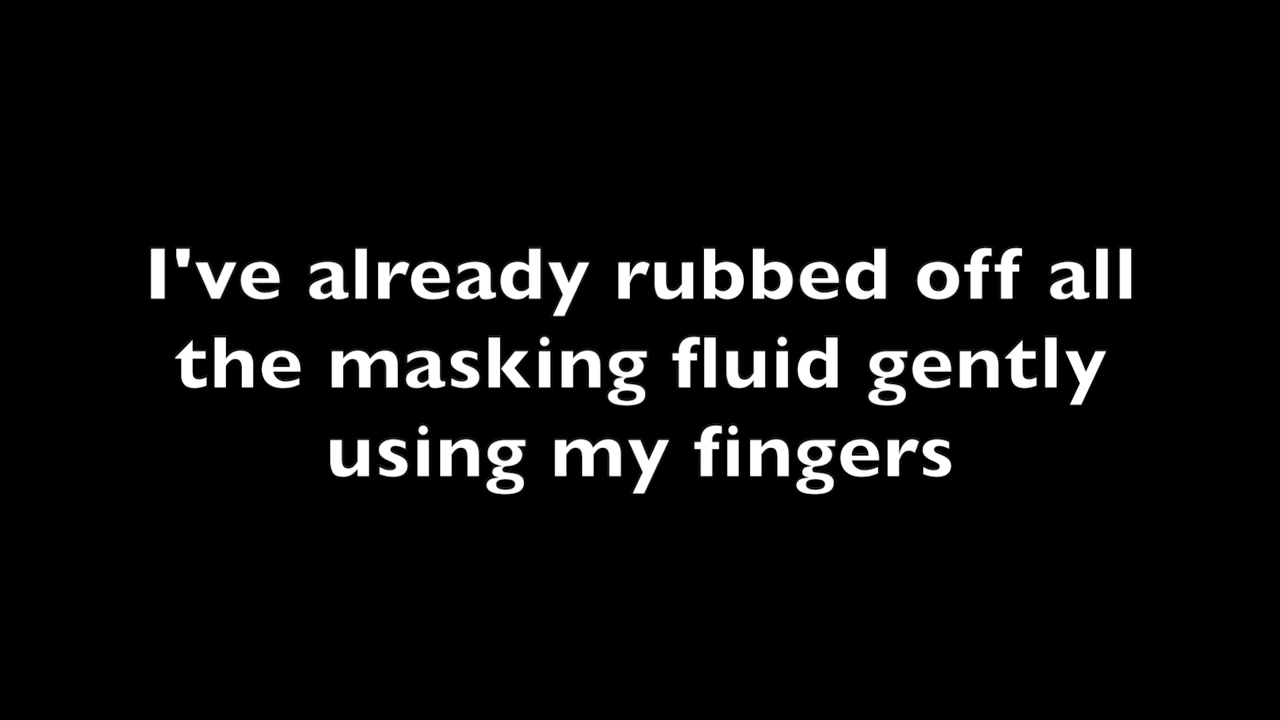 I've already rubbed off all
the masking fluid gently
using my fingers